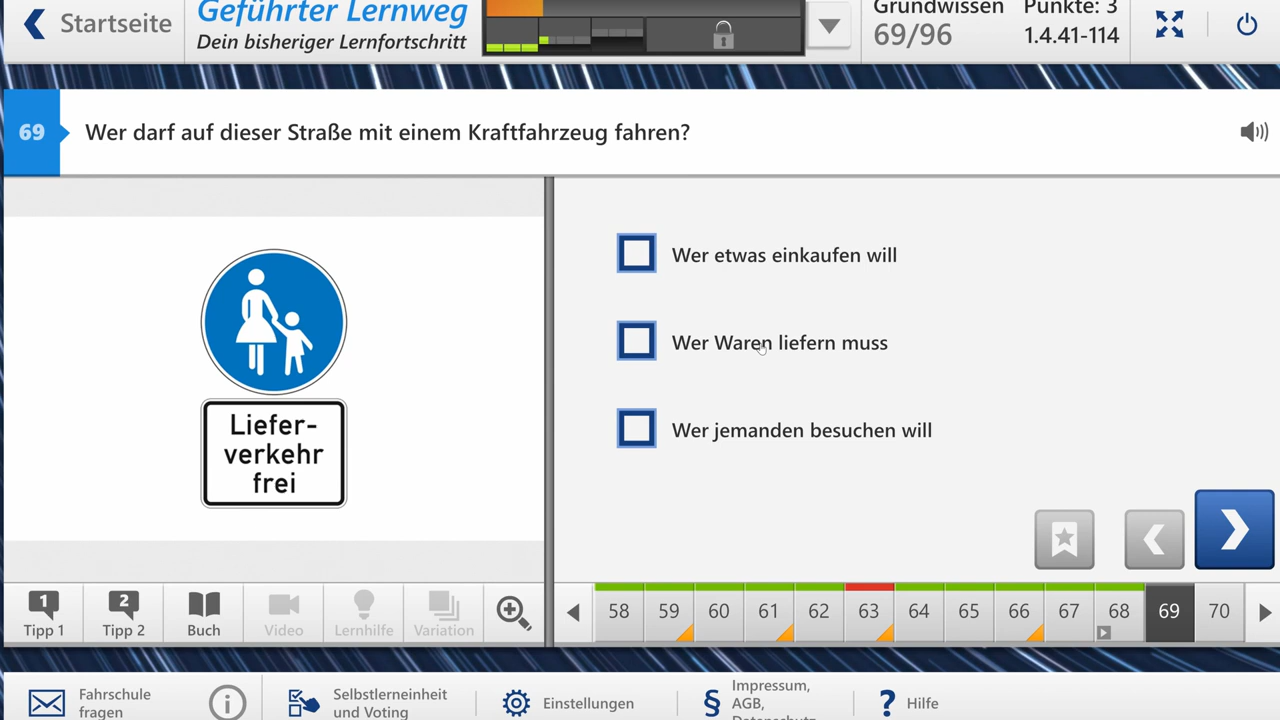 Startseite
Geführter Lernweg
Dein bisheriger Lernfortschritt
Grundwissen
69/96
Punkte: 3
1.4.41-114
69
Wer darf auf dieser Straße mit einem Kraftfahrzeug fahren?
Liefer-
verkehr
frei
Wer etwas einkaufen will
Wer Waren liefern muss
Wer jemanden besuchen will
1
Tipp 1
2
Tipp 2
Buch
Video
Lernhilfe
Variation
58 59 60 61 62 63 64 65 66 67 68 69 70
Fahrschule
fragen
Selbstlerneinheit
und Voting
Einstellungen
§
Impressum,
AGB,
Datenschutz
? Hilfe